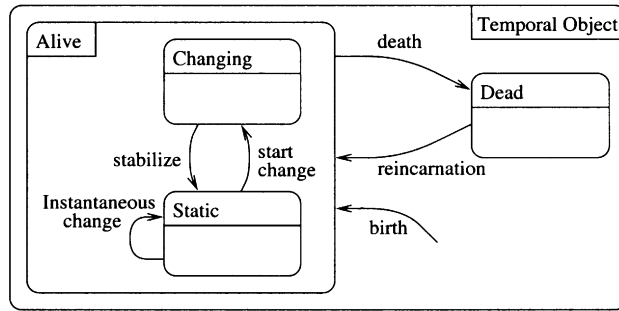 Temporal Object
Alive
Changing
death
Dead
stabilize
start
change
reincarnation
Instantaneous
change
Static
birth